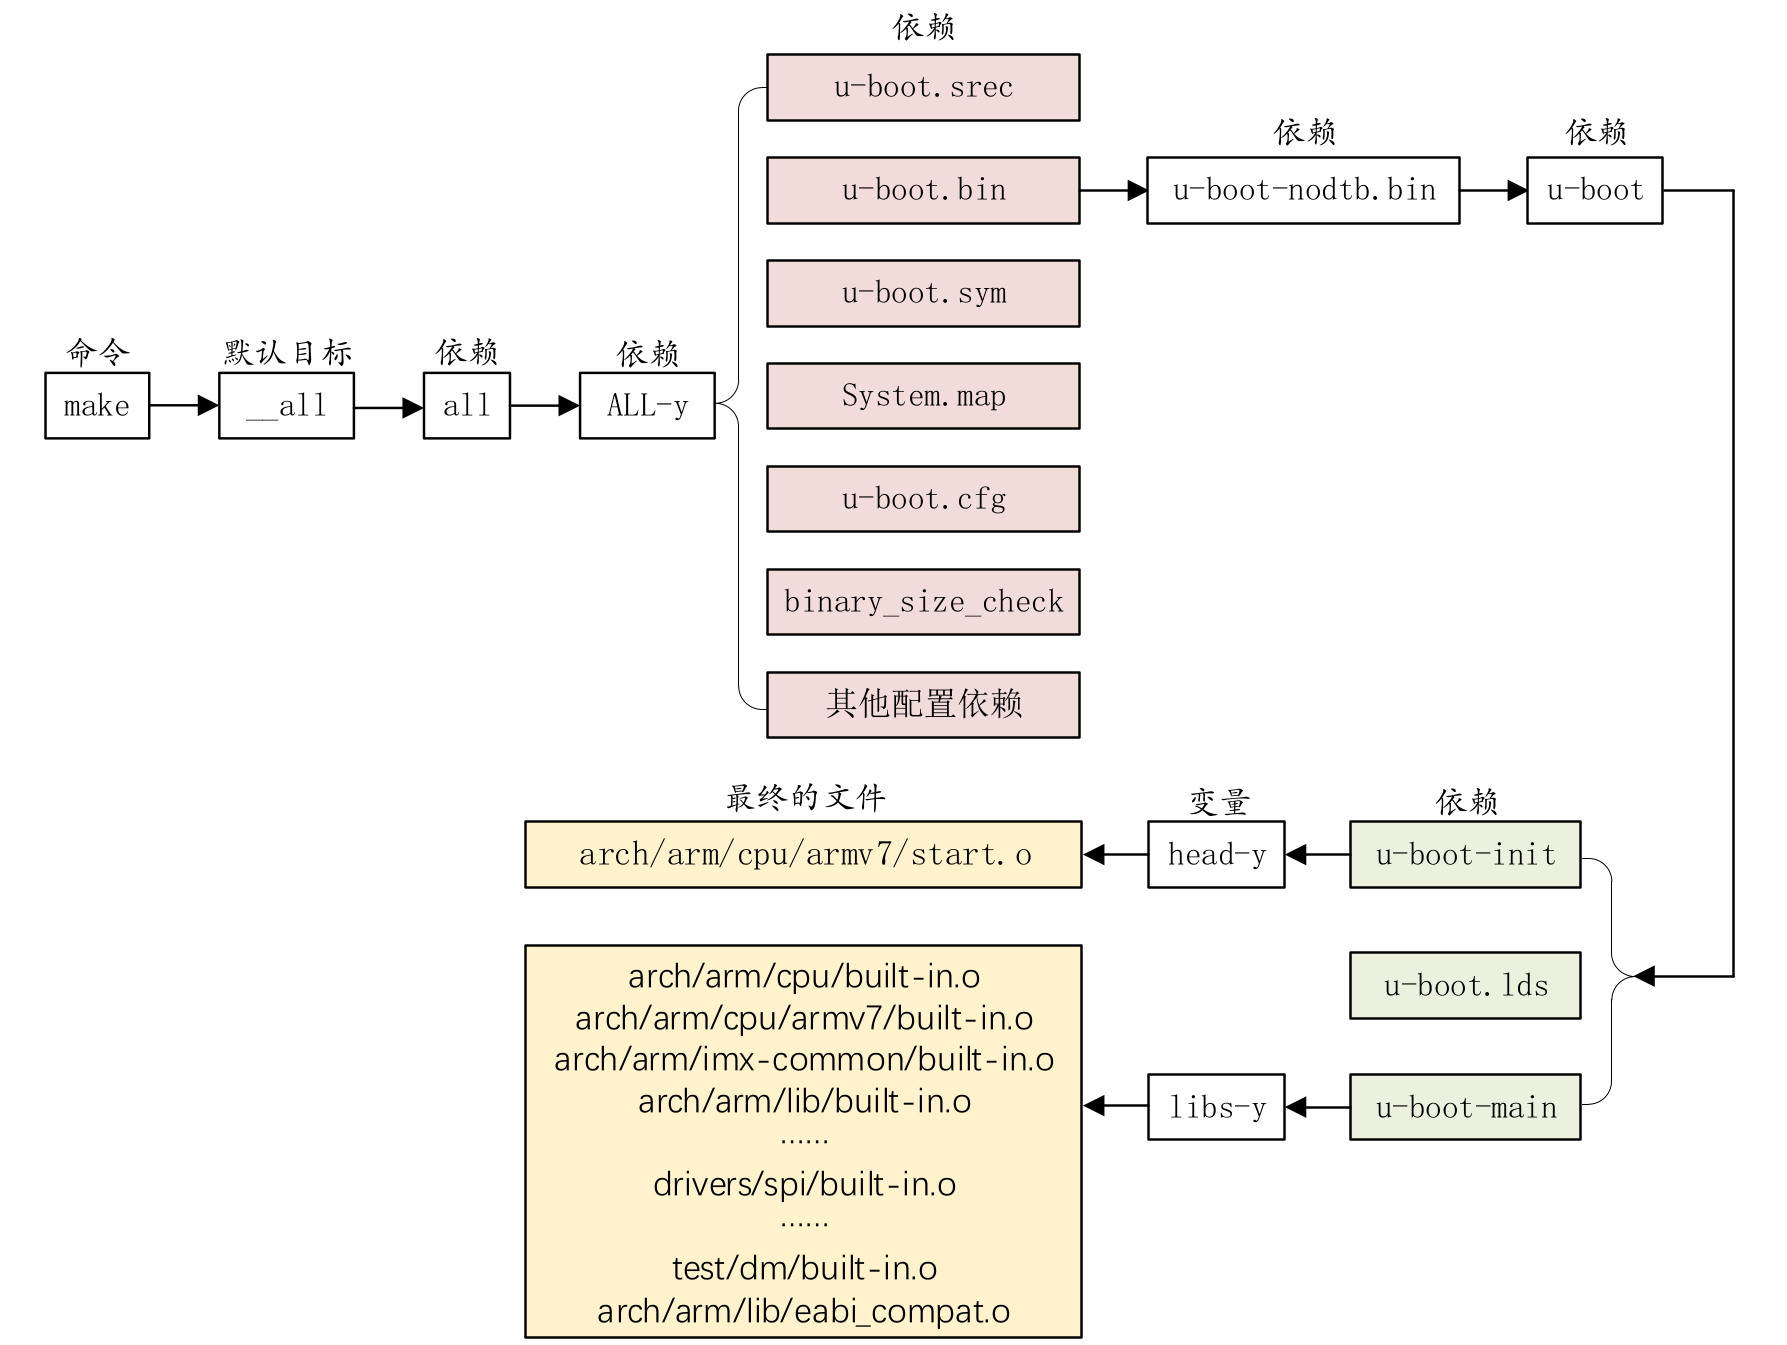 依赖
u-boot.srec
依赖
依赖
u-boot.bin
u-boot-nodtb.bin
u-boot
u-boot.sym
命令
默认目标
依赖
依赖
make
__all
all
ALL-y
System.map
u-boot.cfg
binary_size_check
其他配置依赖
最终的文件
变量
依赖
arch/arm/cpu/armv7/start.o
head-y
u-boot-init
u-boot.lds
arch/arm/cpu/built-in.o
arch/arm/cpu/armv7/built-in.o
arch/arm/imx-common/built-in.o
arch/arm/lib/built-in.o
......
drivers/spi/built-in.o
......
test/dm/built-in.o
arch/arm/lib/eabi_compat.o
libs-y
u-boot-main